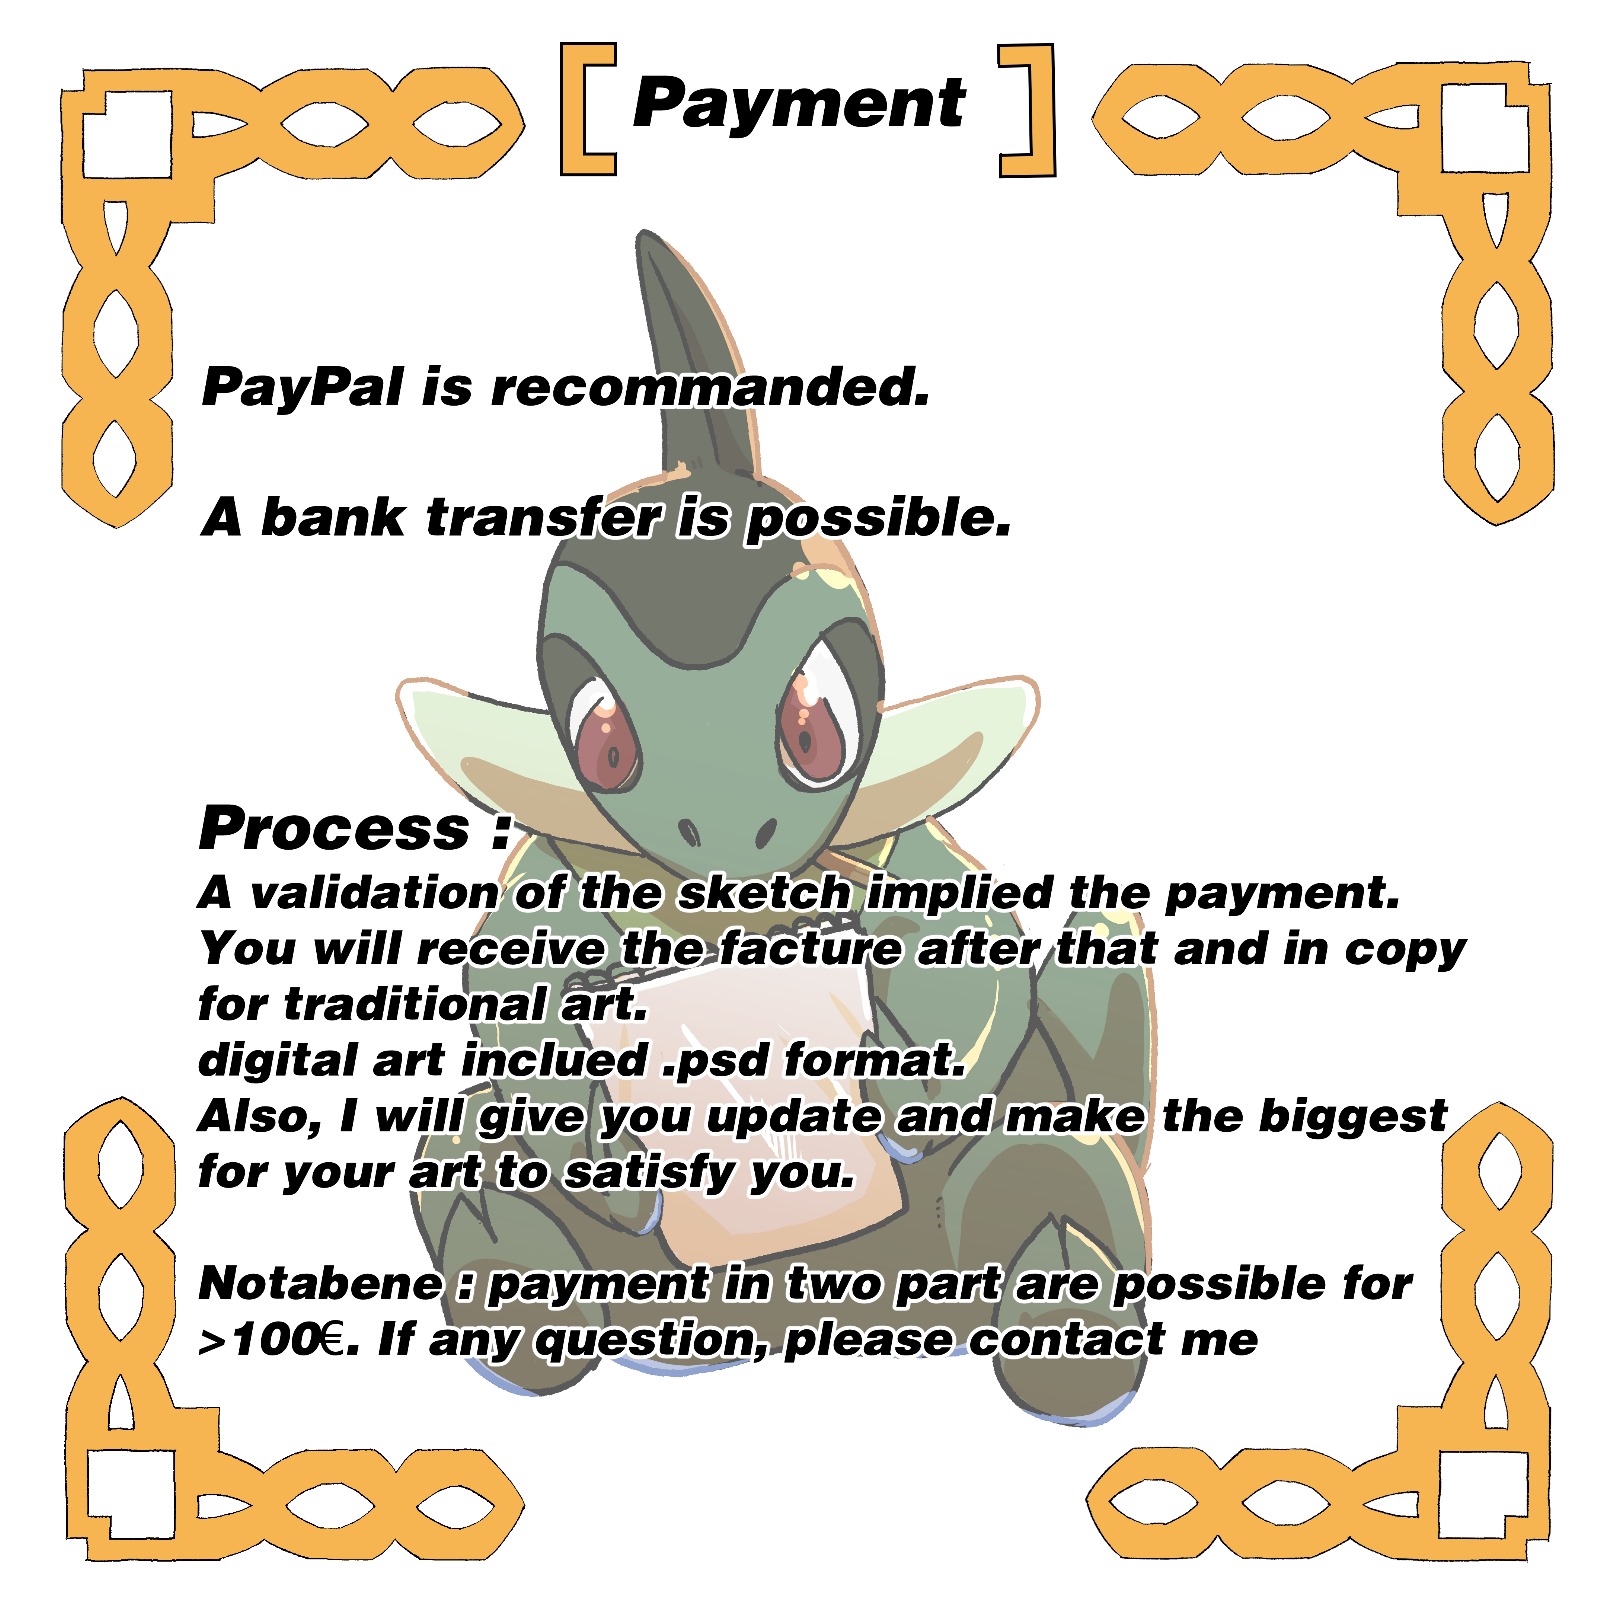 [ Payment ]
PayPal is recommanded.
A bank transfer is possible.
Process :
A validation of the sketch implied the payment.
You will receive the facture after that and in copy
for traditional art.
digital art inclued .psd format.
Also, I will give you update and make the biggest
for your art to satisfy you.
Notabene : payment in two part are possible for
>100€. If any question, please contact me